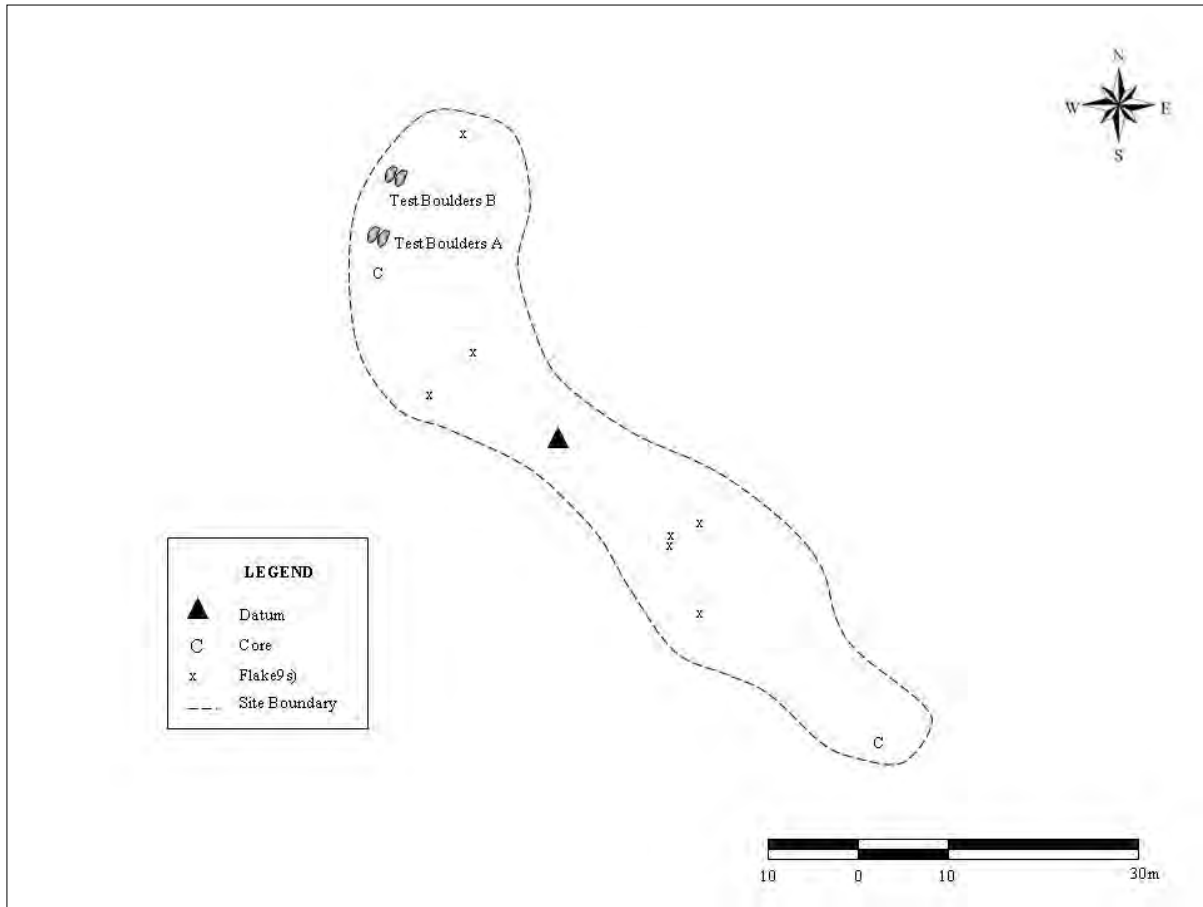 N
W E
S
x
Test Boulders B
Test Boulders A
C
x
x
x
x
x
x
LEGEND
Datum
C Core
x Flake9s)
Site Boundary
C
10 0 10 30m